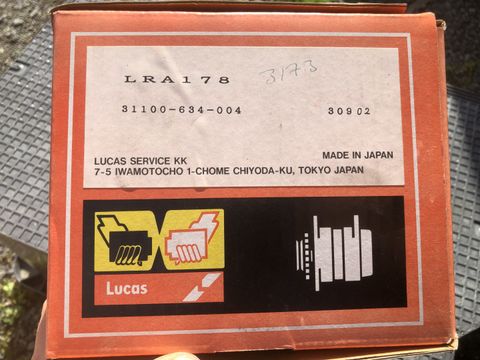 LRA178 3173
31100-634-004 30902
LUCAS SERVICE KK MADE IN JAPAN
7-5 IWAMOTOCHO 1-CHOME CHIYODA-KU, TOKYO JAPAN
Lucas